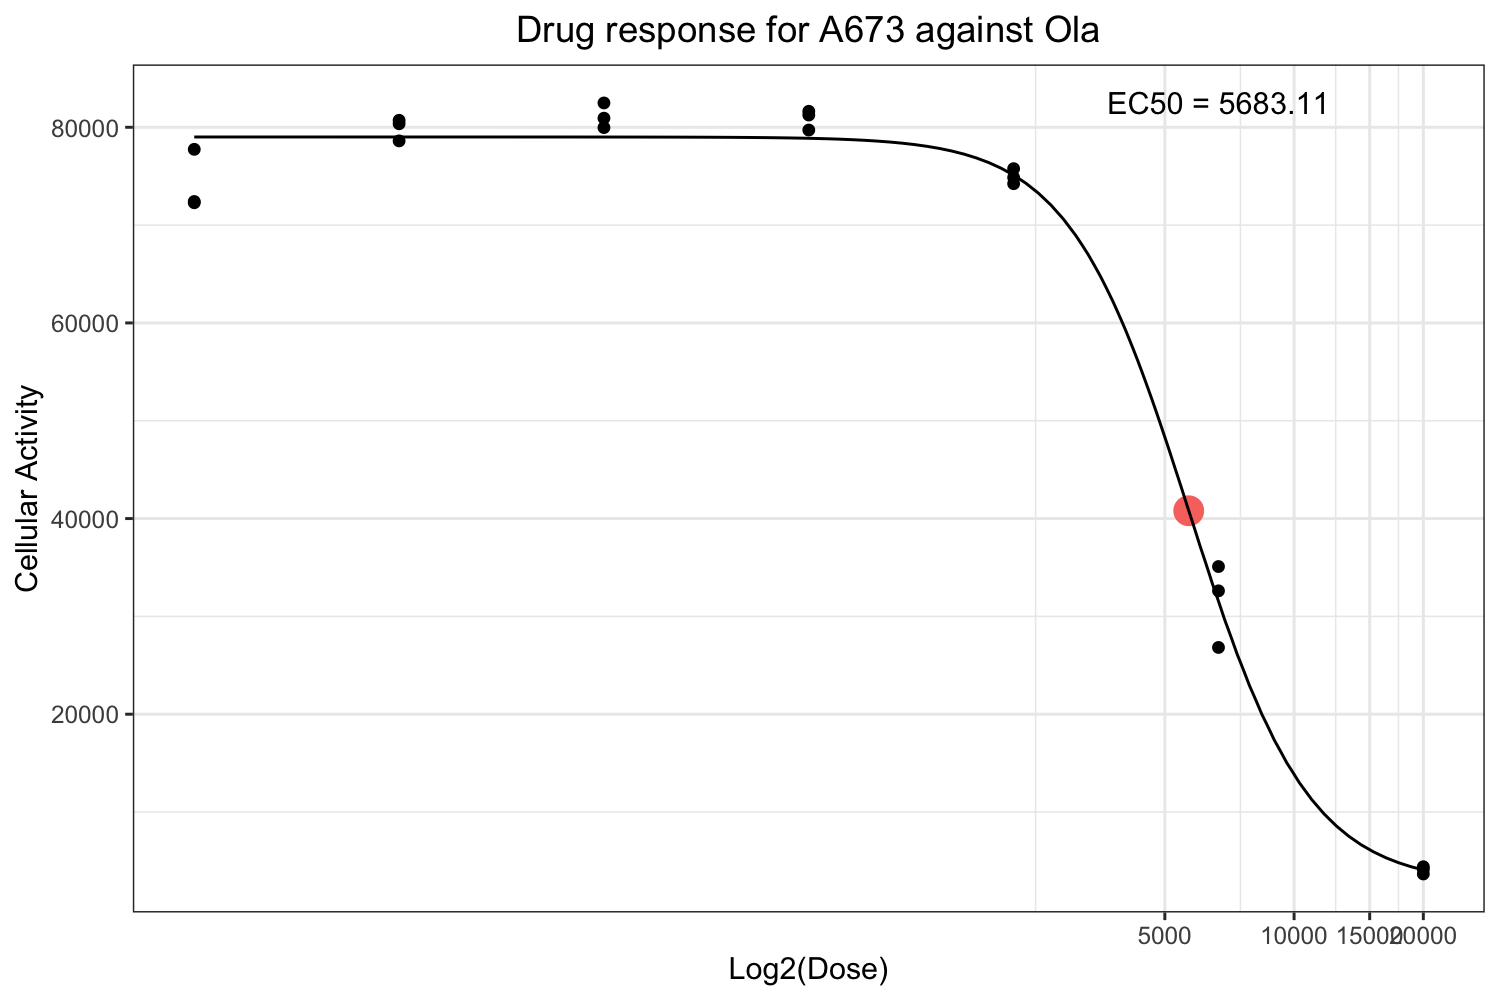 Drug response for A673 against Ola
EC50 = 5683.11
80000
60000
40000
20000
Cellular Activity
5000 10000 15000 20000
Log2(Dose)